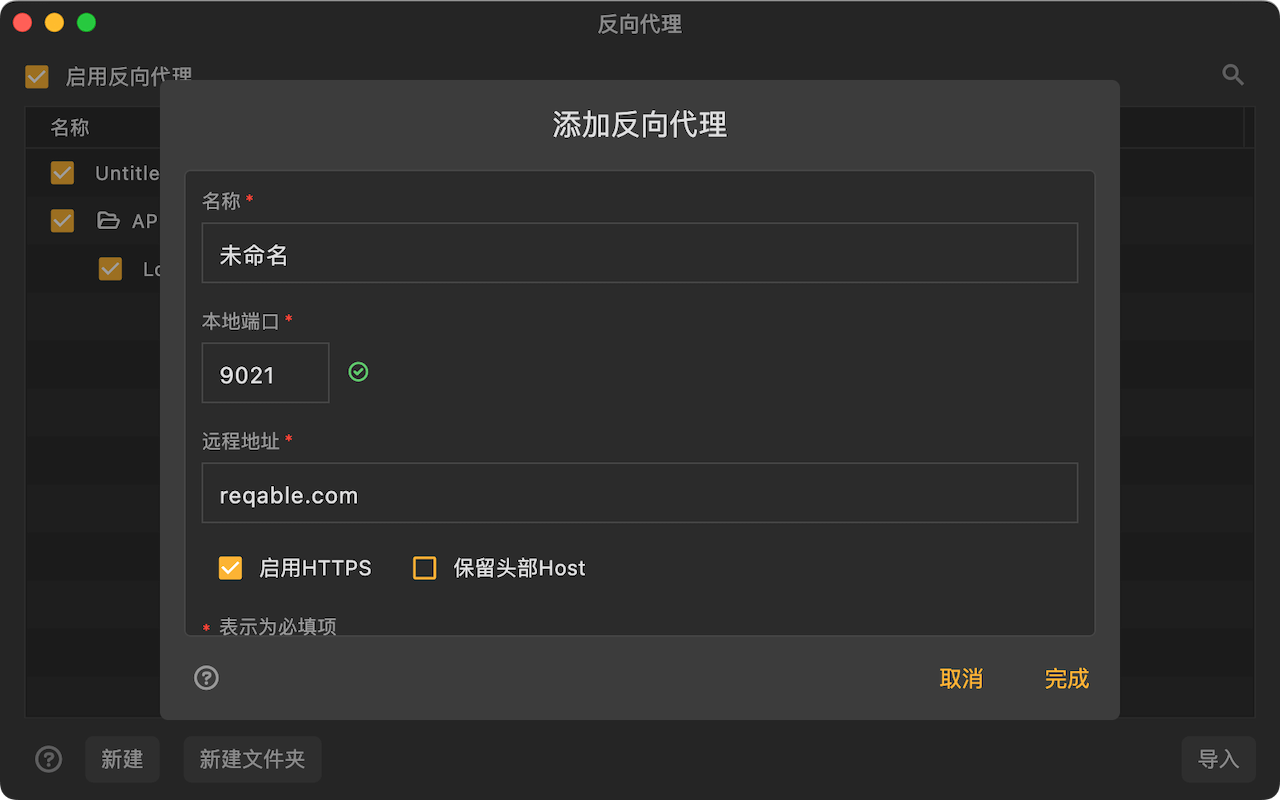 反向代理
启用反向代理
名称
Untitle
AP
Lo
添加反向代理
名称 *
未命名
本地端口 *
9021
远程地址 *
reqable.com
启用HTTPS 保留头部Host
* 表示为必填项
取消 完成
新建 新建文件夹 导入